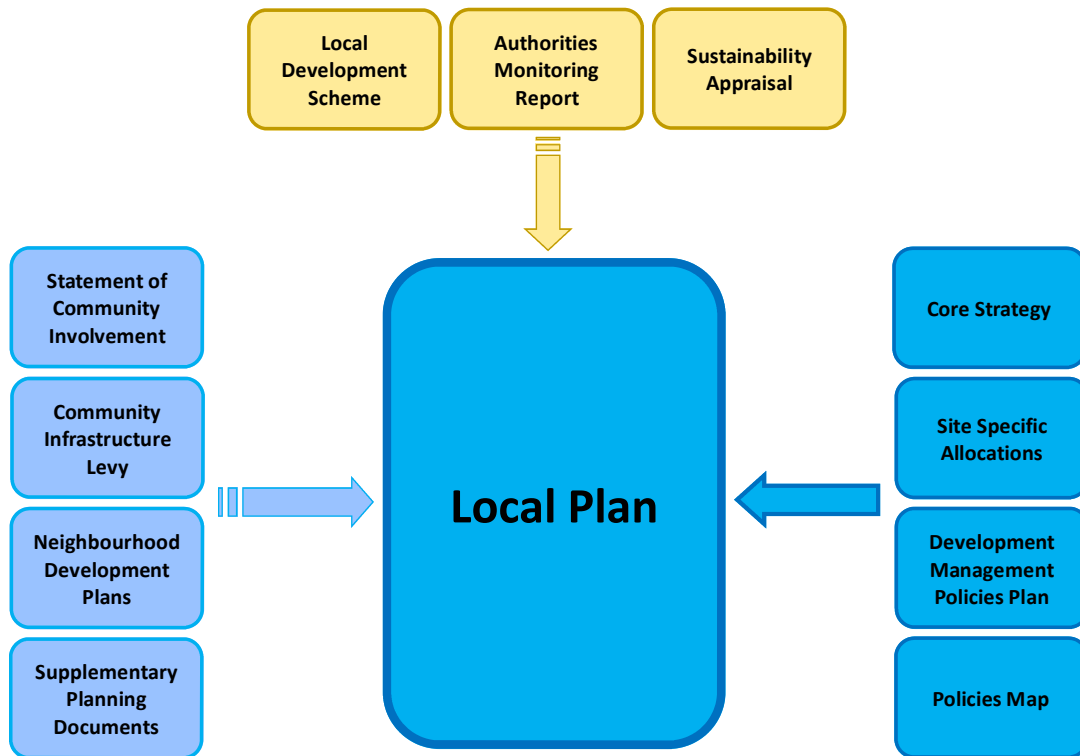 Local
Development
Scheme
Authorities
Monitoring
Report
Sustainability
Appraisal
Statement of
Community
Involvement
Community
Infrastructure
Levy
Neighbourhood
Development
Plans
Supplementary
Planning
Documents
Local Plan
Core Strategy
Site Specific
Allocations
Development
Management
Policies Plan
Policies Map